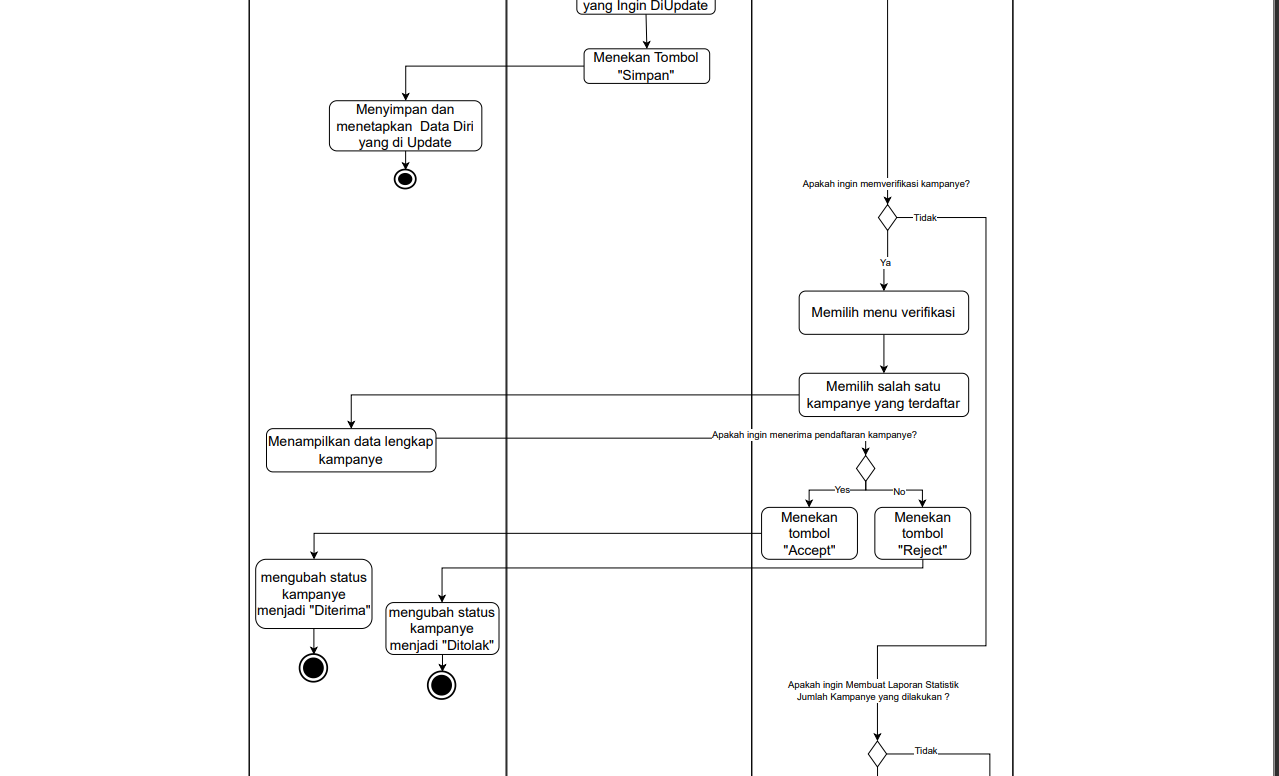 yang Ingin DiUpdate
Menekan Tombol
"Simpan"
Menyimpan dan
menetapkan Data Diri
yang di Update
Apakah ingin memverifikasi kampanye?
Tidak
Ya
Memilih menu verifikasi
Memilih salah satu
kampanye yang terdaftar
Menampilkan data lengkap
kampanye
Apakah ingin menerima pendaftaran kampanye?
Yes
No
Menekan
tombol
"Accept"
Menekan
tombol
"Reject"
mengubah status
kampanye
menjadi "Diterima"
mengubah status
kampanye
menjadi "Ditolak"
Apakah ingin Membuat Laporan Statistik
Jumlah Kampanye yang dilakukan ?
Tidak